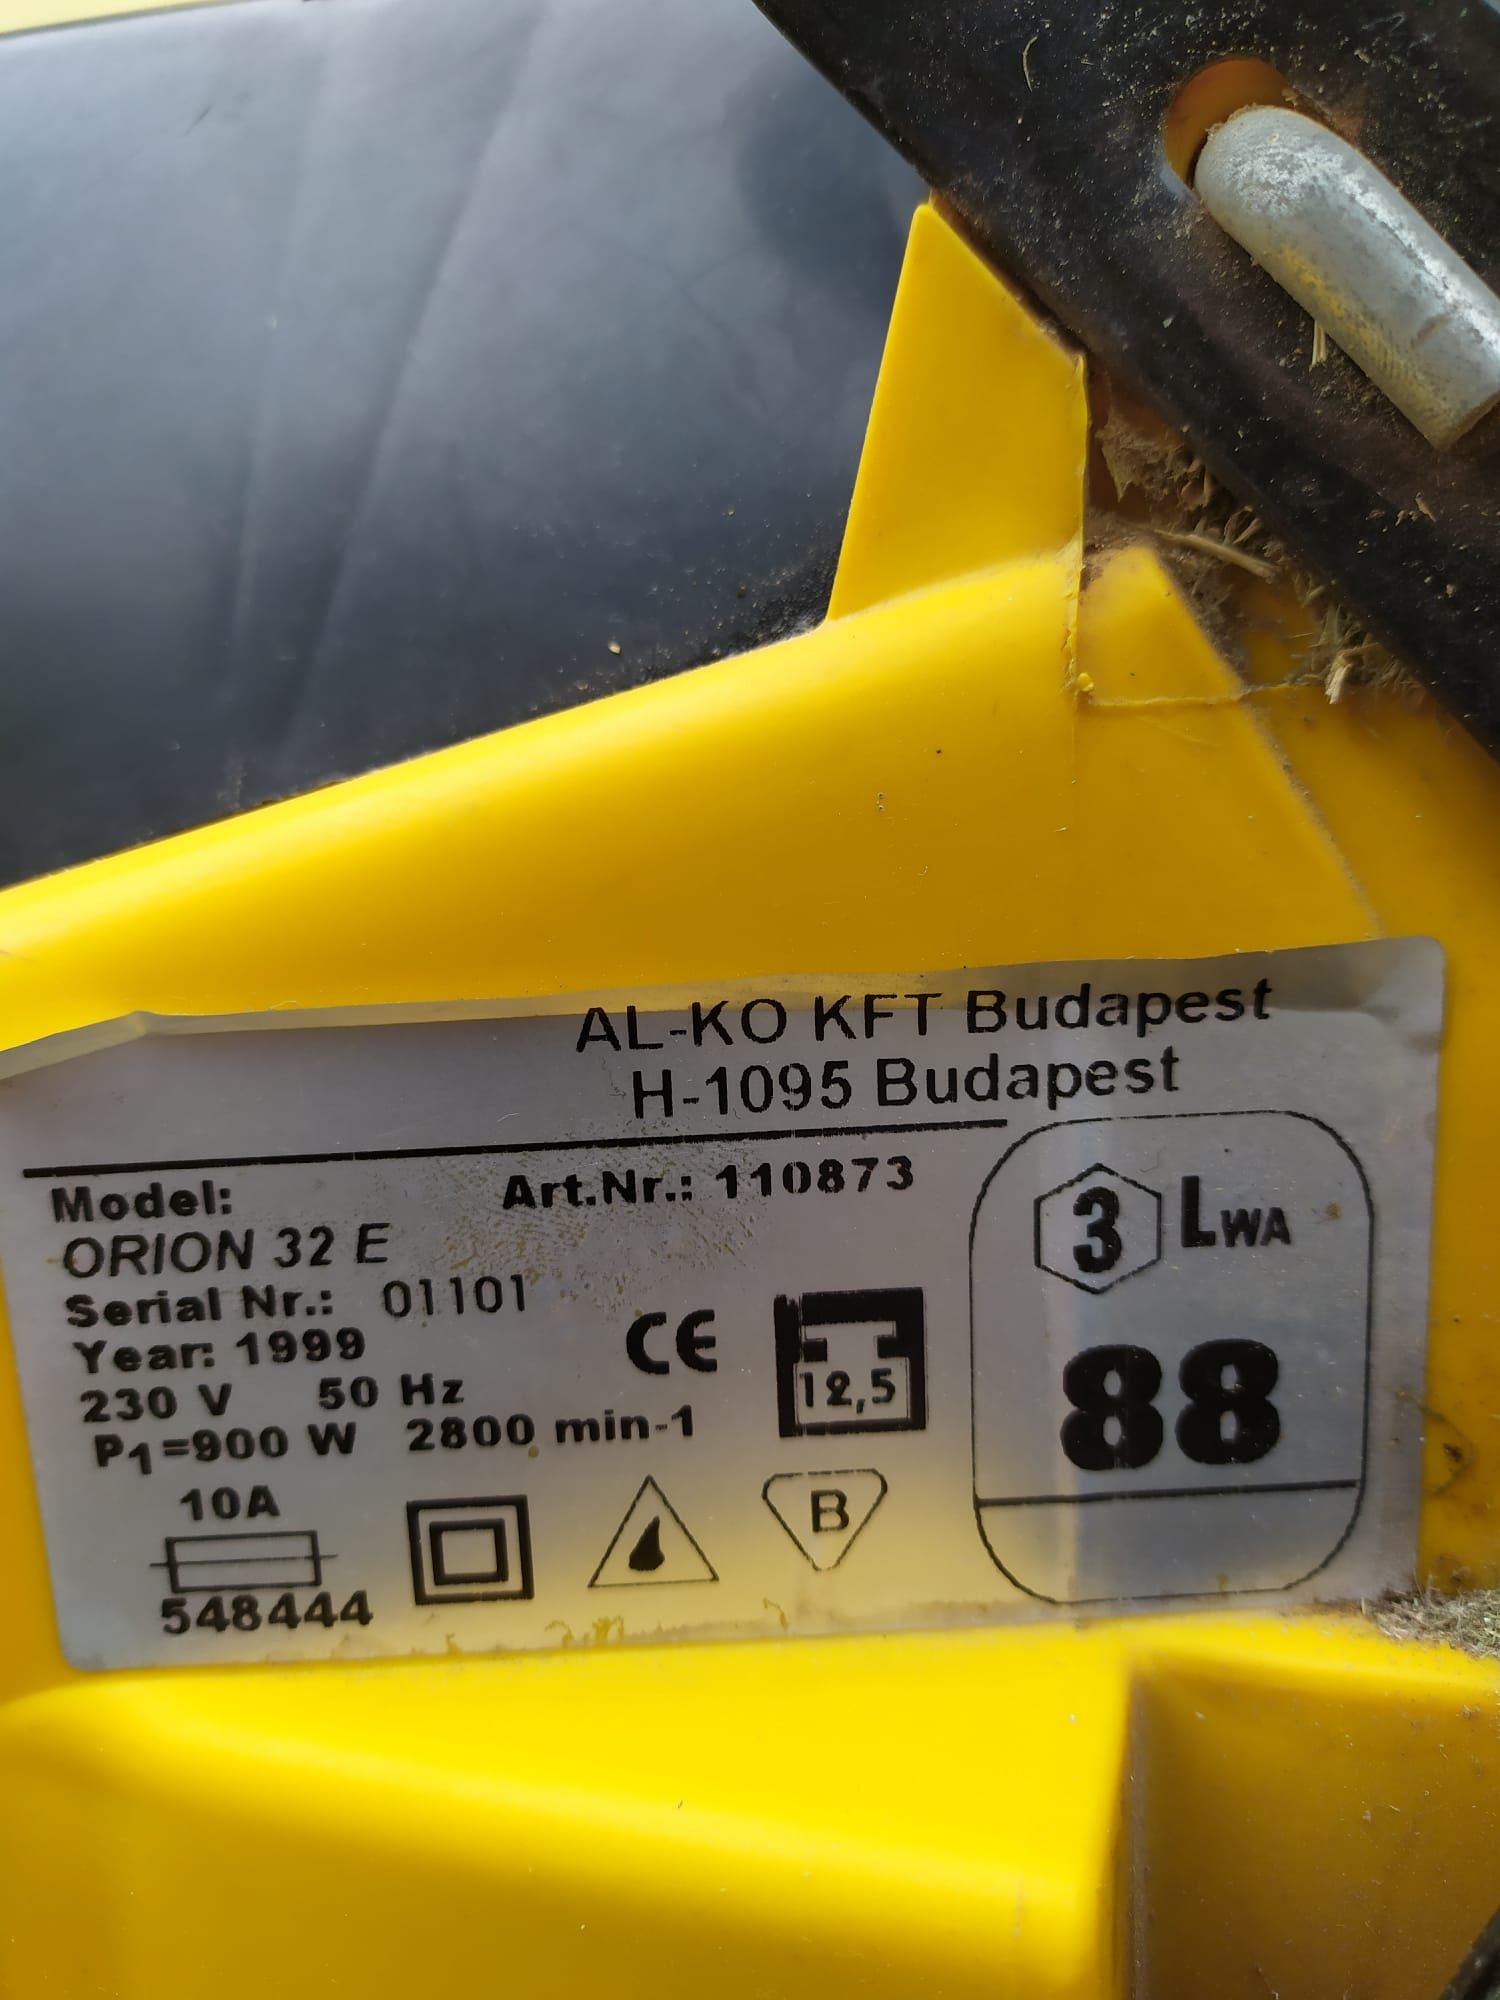 AL-KO KFT Budapest
H-1095 Budapest
Model: Art.Nr.: 110873
ORION 32 E
Serial Nr.: 01101
Year: 1999
230 V 50 Hz
P1=900 W 2800 min-1
10A
548444
CE
12,5
B
3 LWA
88